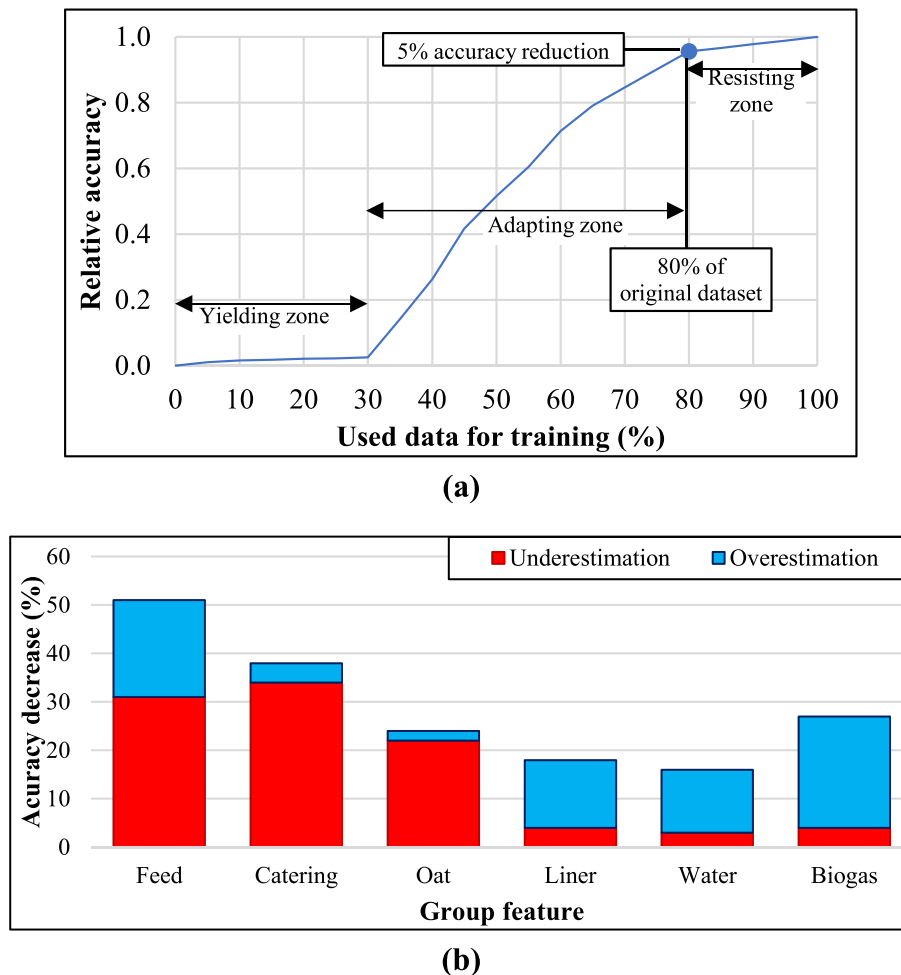 1.0
0.8
0.6
0.4
0.2
0.0
Relative accuracy
5% accuracy reduction
Resisting
zone
Adapting zone
80% of
original dataset
Yielding zone
0 10 20 30 40 50 60 70 80 90 100
Used data for training (%)
(a)
60
50
40
30
20
10
0
Acuracy decrease (%)
Underestimation Overestimation
Feed Catering Oat Liner Water Biogas
Group feature
(b)